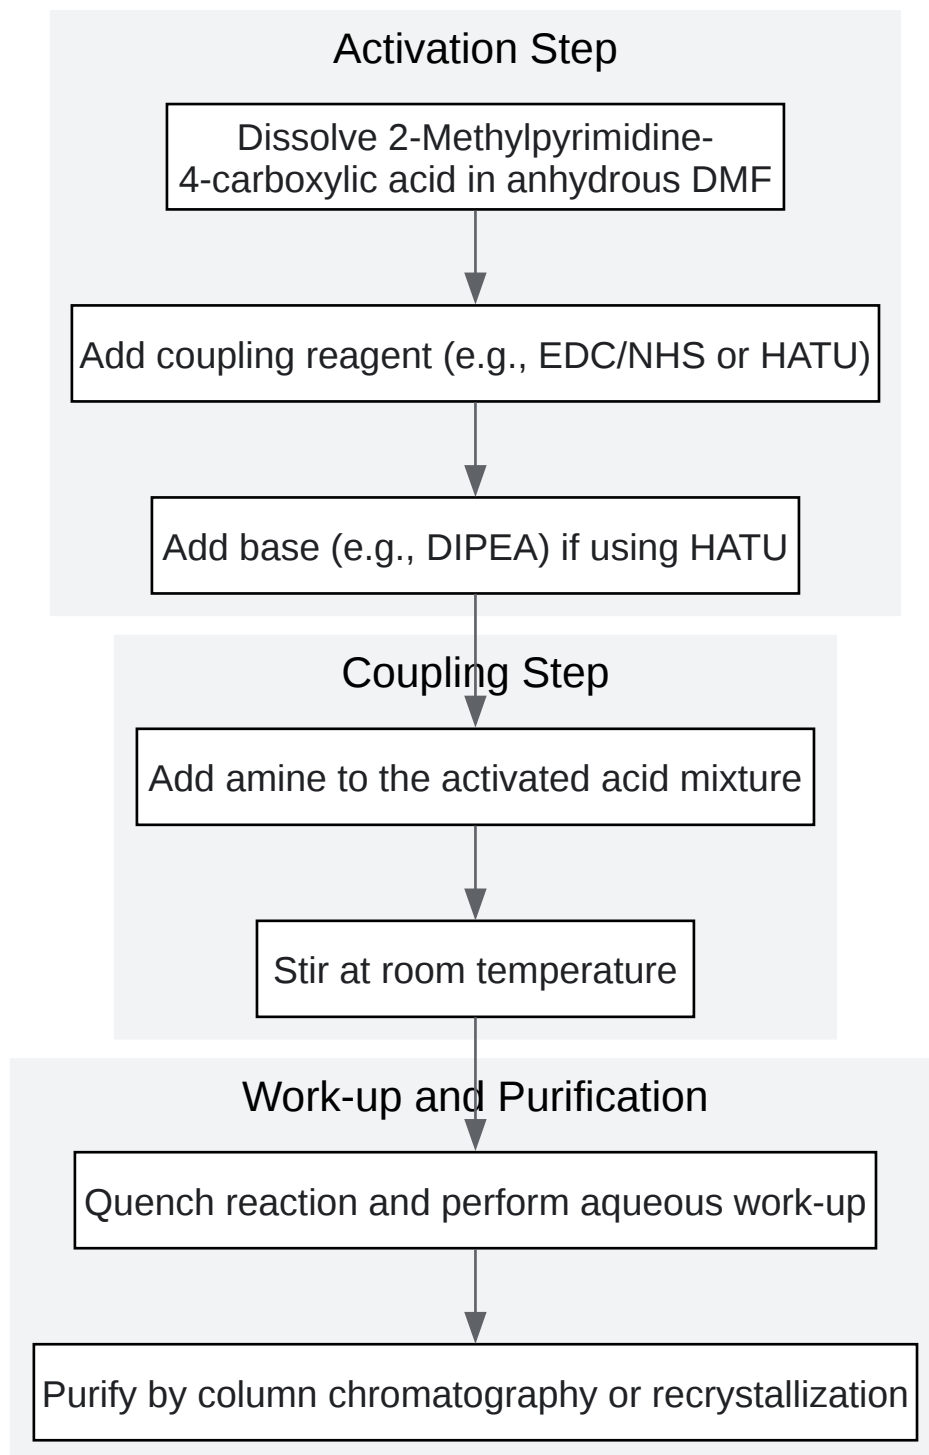 Activation Step
Dissolve 2-Methylpyrimidine-
4-carboxylic acid in anhydrous DMF
Add coupling reagent (e.g., EDC/NHS or HATU)
Add base (e.g., DIPEA) if using HATU
Coupling Step
Add amine to the activated acid mixture
Stir at room temperature
Work-up and Purification
Quench reaction and perform aqueous work-up
Purify by column chromatography or recrystallization